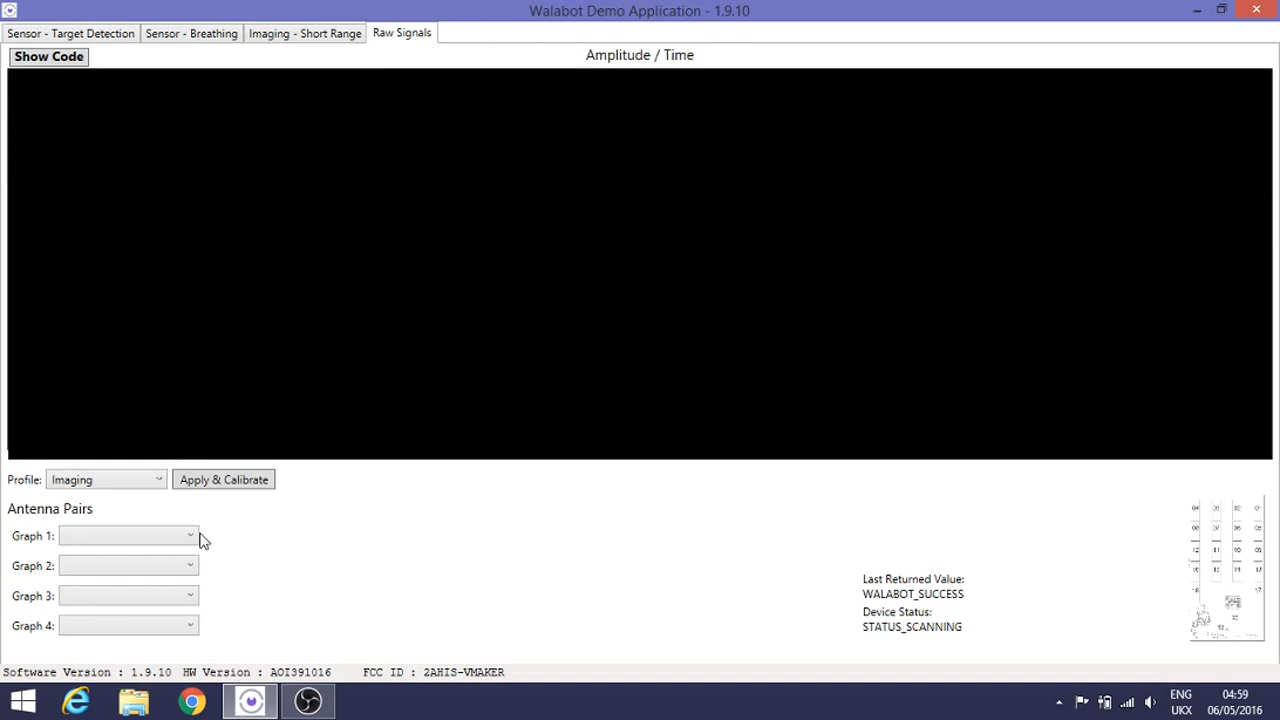 Walabot Demo Application - 1.9.10
Sensor - Target Detection
Sensor - Breathing
Imaging - Short Range
Raw Signals
Show Code
Amplitude / Time
Profile:
Imaging
Apply & Calibrate
Antenna Pairs
Graph 1:
Graph 2:
Graph 3:
Graph 4:
Last Returned Value:
WALABOT_SUCCESS
Device Status:
STATUS_SCANNING
Software Version : 1.9.10 HW Version : AOI391016 FCC ID : 2AHIS-VMAKER
ENG
UKX
04:59
06/05/2016